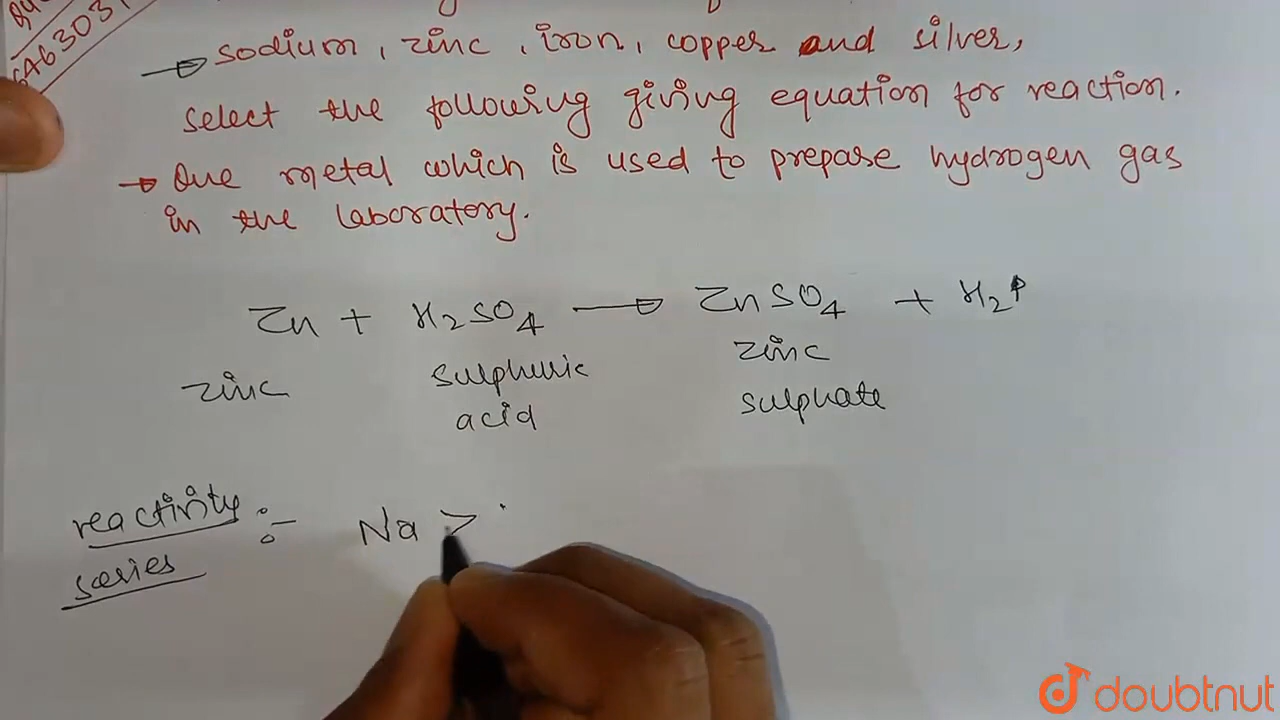 → sodium, zinc, iron, copper and silver,
select the following giving equation for reaction.
→ One metal which is used to prepare hydrogen gas
in the laboratory.
Zn + H2SO4 → ZnSO4 + H2↑
zinc sulphuric zinc
acid sulphate
reactivity :- Na >
series
doubtnut